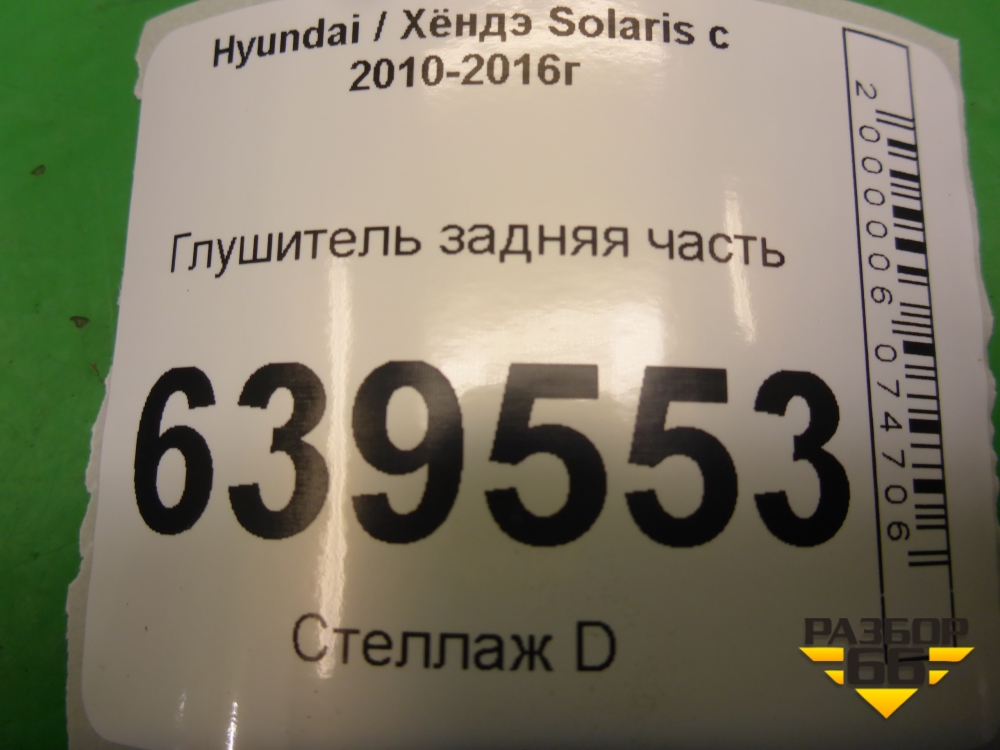 Hyundai / Хёндэ Solaris с
2010-2016г
Глушитель задняя часть
639553
Стеллаж D
2000006074706
РАЗБОР
66